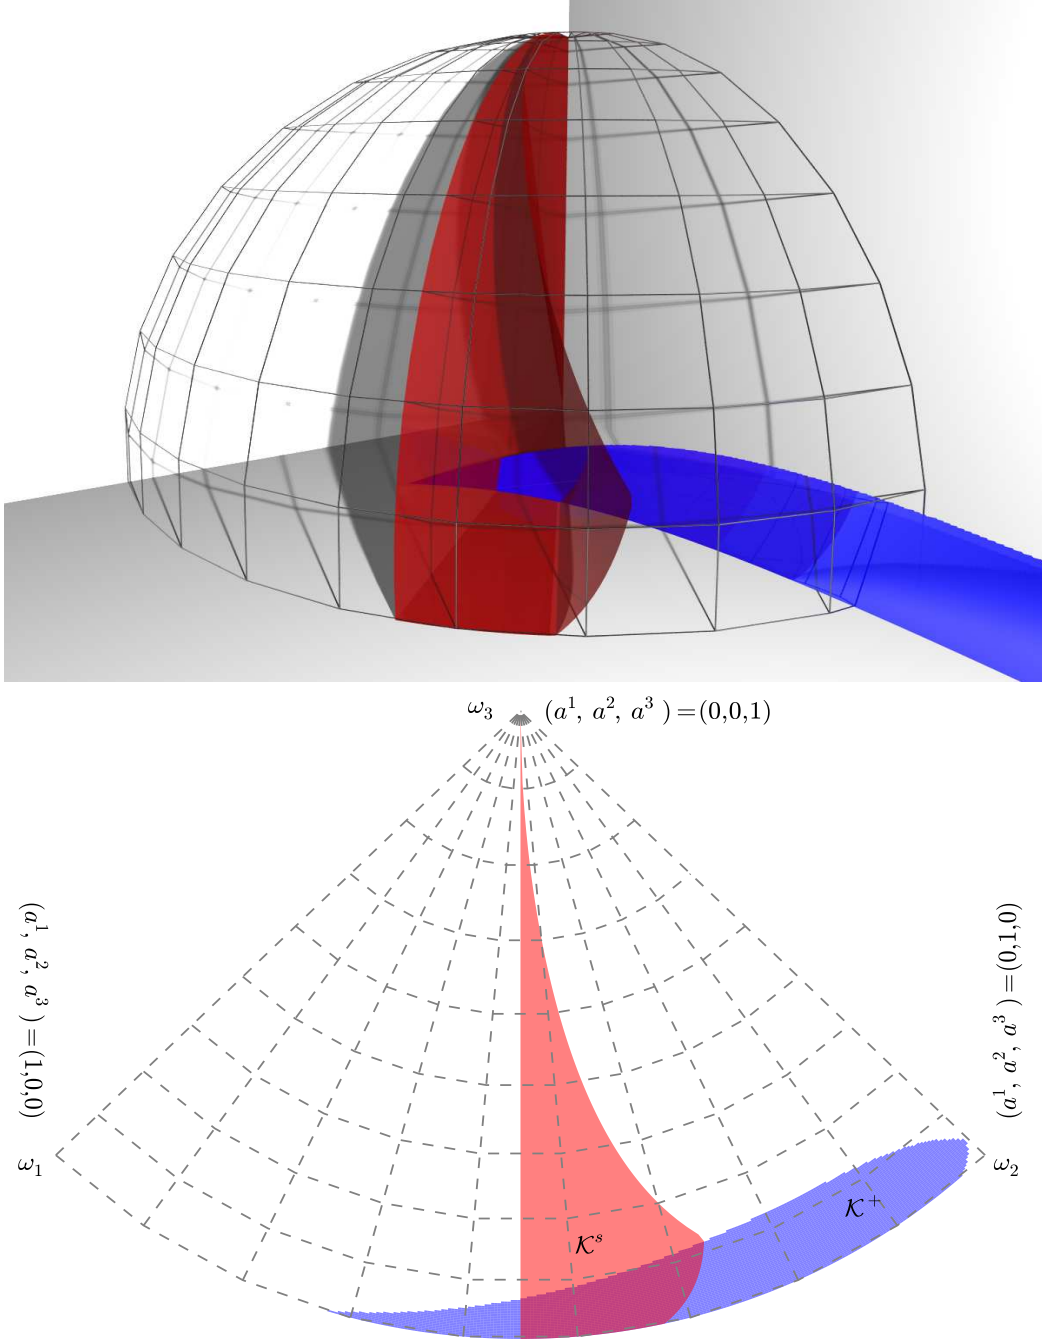 ω₃ (a¹, a², a³ )=(0,0,1)
(a¹, a², a³ )=(1,0,0)
(a¹, a², a³ )=(0,1,0)
ω₁
ω₂
𝒦⁺
𝒦ˢ